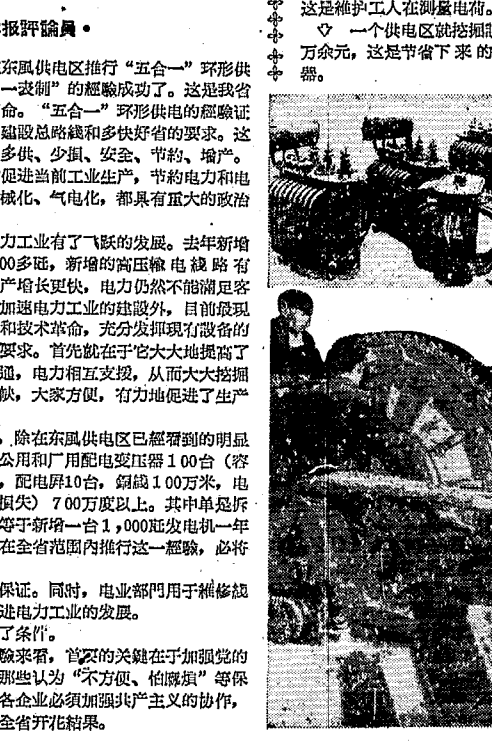 报評論員·
东風供电区推行“五合一”环形供
一表制”的經驗成功了。这是我省
命。“五合一”环形供电的經驗証
建設总路綫和多快好省的要求。这
多供、少損、安全、节約、增产。
促进当前工业生产，节約电力和电
械化、气电化，都具有重大的政治
力工业有了飞跃的发展。去年新增
00多瓩，新增的高压輸电綫路有
产增长更快，电力仍然不能滿足客
加速电力工业的建設外，目前最現
和技术革命，充分发揮現有設备的
要求。首先就在于它大大地提高了
通，电力相互支援，从而大大挖掘
缺，大家方便，有力地促进了生产
，除在东風供电区已經看到的明显
公用和厂用配电变压器100台（容
，配电屏10台，銅綫100万米，电
損失）700万度以上。其中单是拆
等于新增一台1,000瓩发电机一年
在全省范圍內推行这一經驗，必将
保証。同时，电业部門用于維修綫
进电力工业的发展。
了条件。
驗来看，首要的关鍵在于加强党的
那些认为“不方便、怕麻煩”等保
各企业必須加强共产主义的协作，
全省开花結果。
这是維护工人在測量电荷。
◇ 一个供电区就挖掘
万余元，这是节省下来的
器。